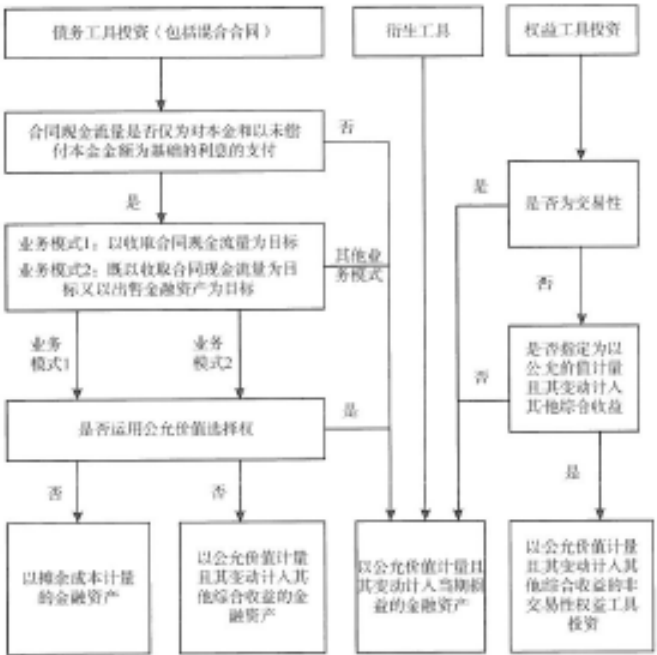 债务工具投资（包括混合合同）
衍生工具
权益工具投资
合同现金流量是否仅为对本金和以未偿
付本金金额为基础的利息的支付
否
是
是
是否为交易性
业务模式1：以收取合同现金流量为目标
业务模式2：既以收取合同现金流量为目
标又以出售金融资产为目标
其他业
务模式
否
业务
模式1
业务
模式2
是否指定为以
公允价值计量
且其变动计入
其他综合收益
否
是否运用公允价值选择权
是
是
否
否
以摊余成本计量
的金融资产
以公允价值计量
且其变动计入其
他综合收益的金
融资产
以公允价值计量且
其变动计入当期损
益的金融资产
以公允价值计量
且其变动计入其
他综合收益的非
交易性权益工具
投资